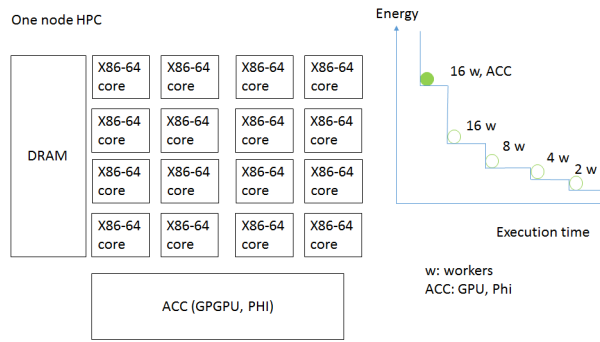 One node HPC
X86-64
core
X86-64
core
X86-64
core
X86-64
core
X86-64
core
X86-64
core
X86-64
core
X86-64
core
DRAM
X86-64
core
X86-64
core
X86-64
core
X86-64
core
X86-64
core
X86-64
core
X86-64
core
X86-64
core
ACC (GPGPU, PHI)
Energy
16 w, ACC
16 w
8 w
4 w
2 w
Execution time
w: workers
ACC: GPU, Phi